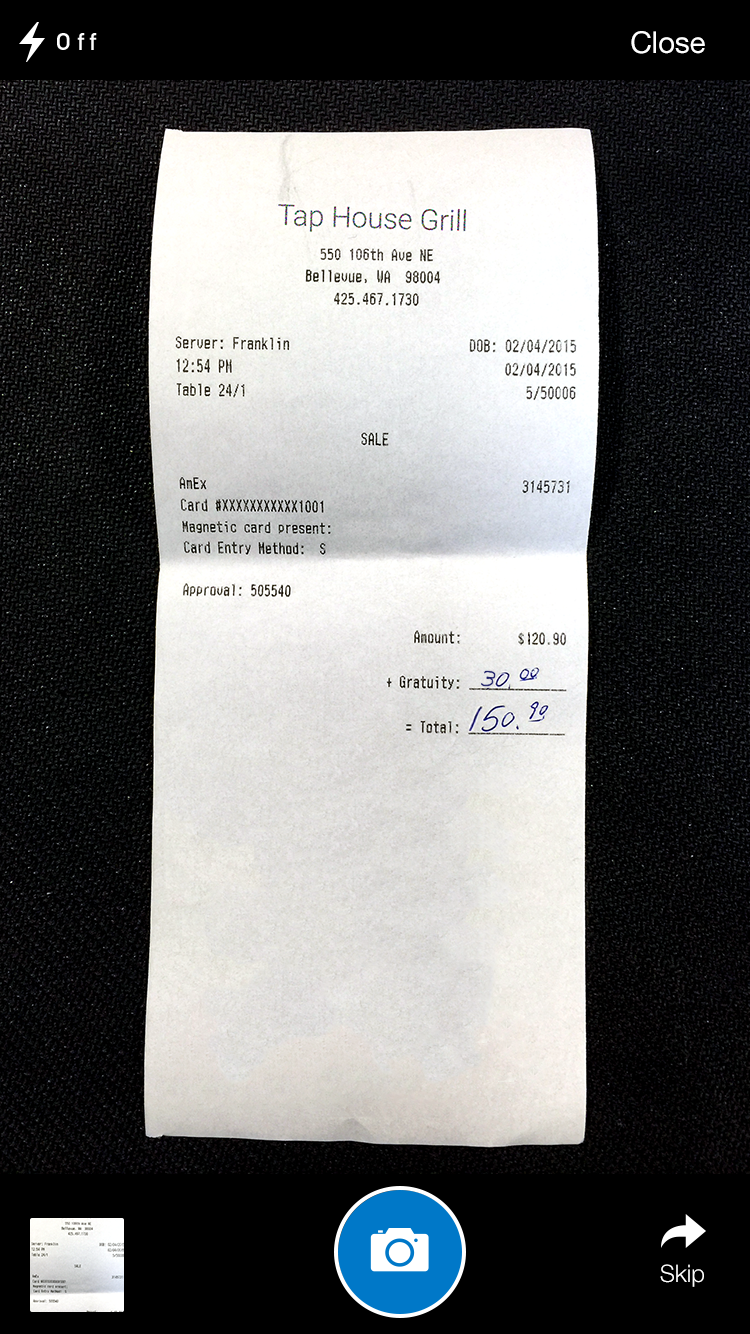 Off
Close
Tap House Grill
550 106th Ave NE
Bellevue, WA 98004
425.467.1730
Server: Franklin DOB: 02/04/2015
12:54 PM 02/04/2015
Table 24/1 5/50006
SALE
AmEx 3145731
Card #XXXXXXXXXXX1001
Magnetic card present:
Card Entry Method: S
Approval: 505540
Amount: $120.90
+ Gratuity: 30.00
= Total: 150.90
Skip